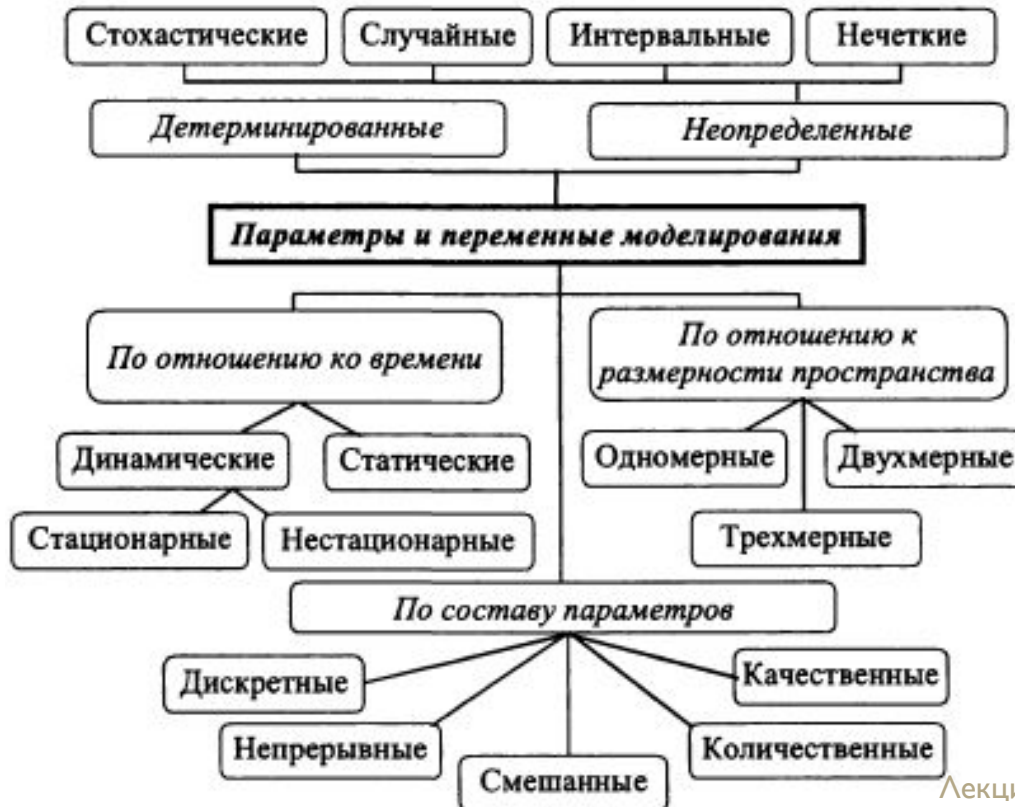 Стохастические Случайные Интервальные Нечеткие
Детерминированные Неопределенные
Параметры и переменные моделирования
По отношению ко времени
По отношению к
размерности пространства
Динамические Статические
Одномерные Двухмерные
Стационарные Нестационарные
Трехмерные
По составу параметров
Дискретные
Качественные
Непрерывные
Количественные
Смешанные